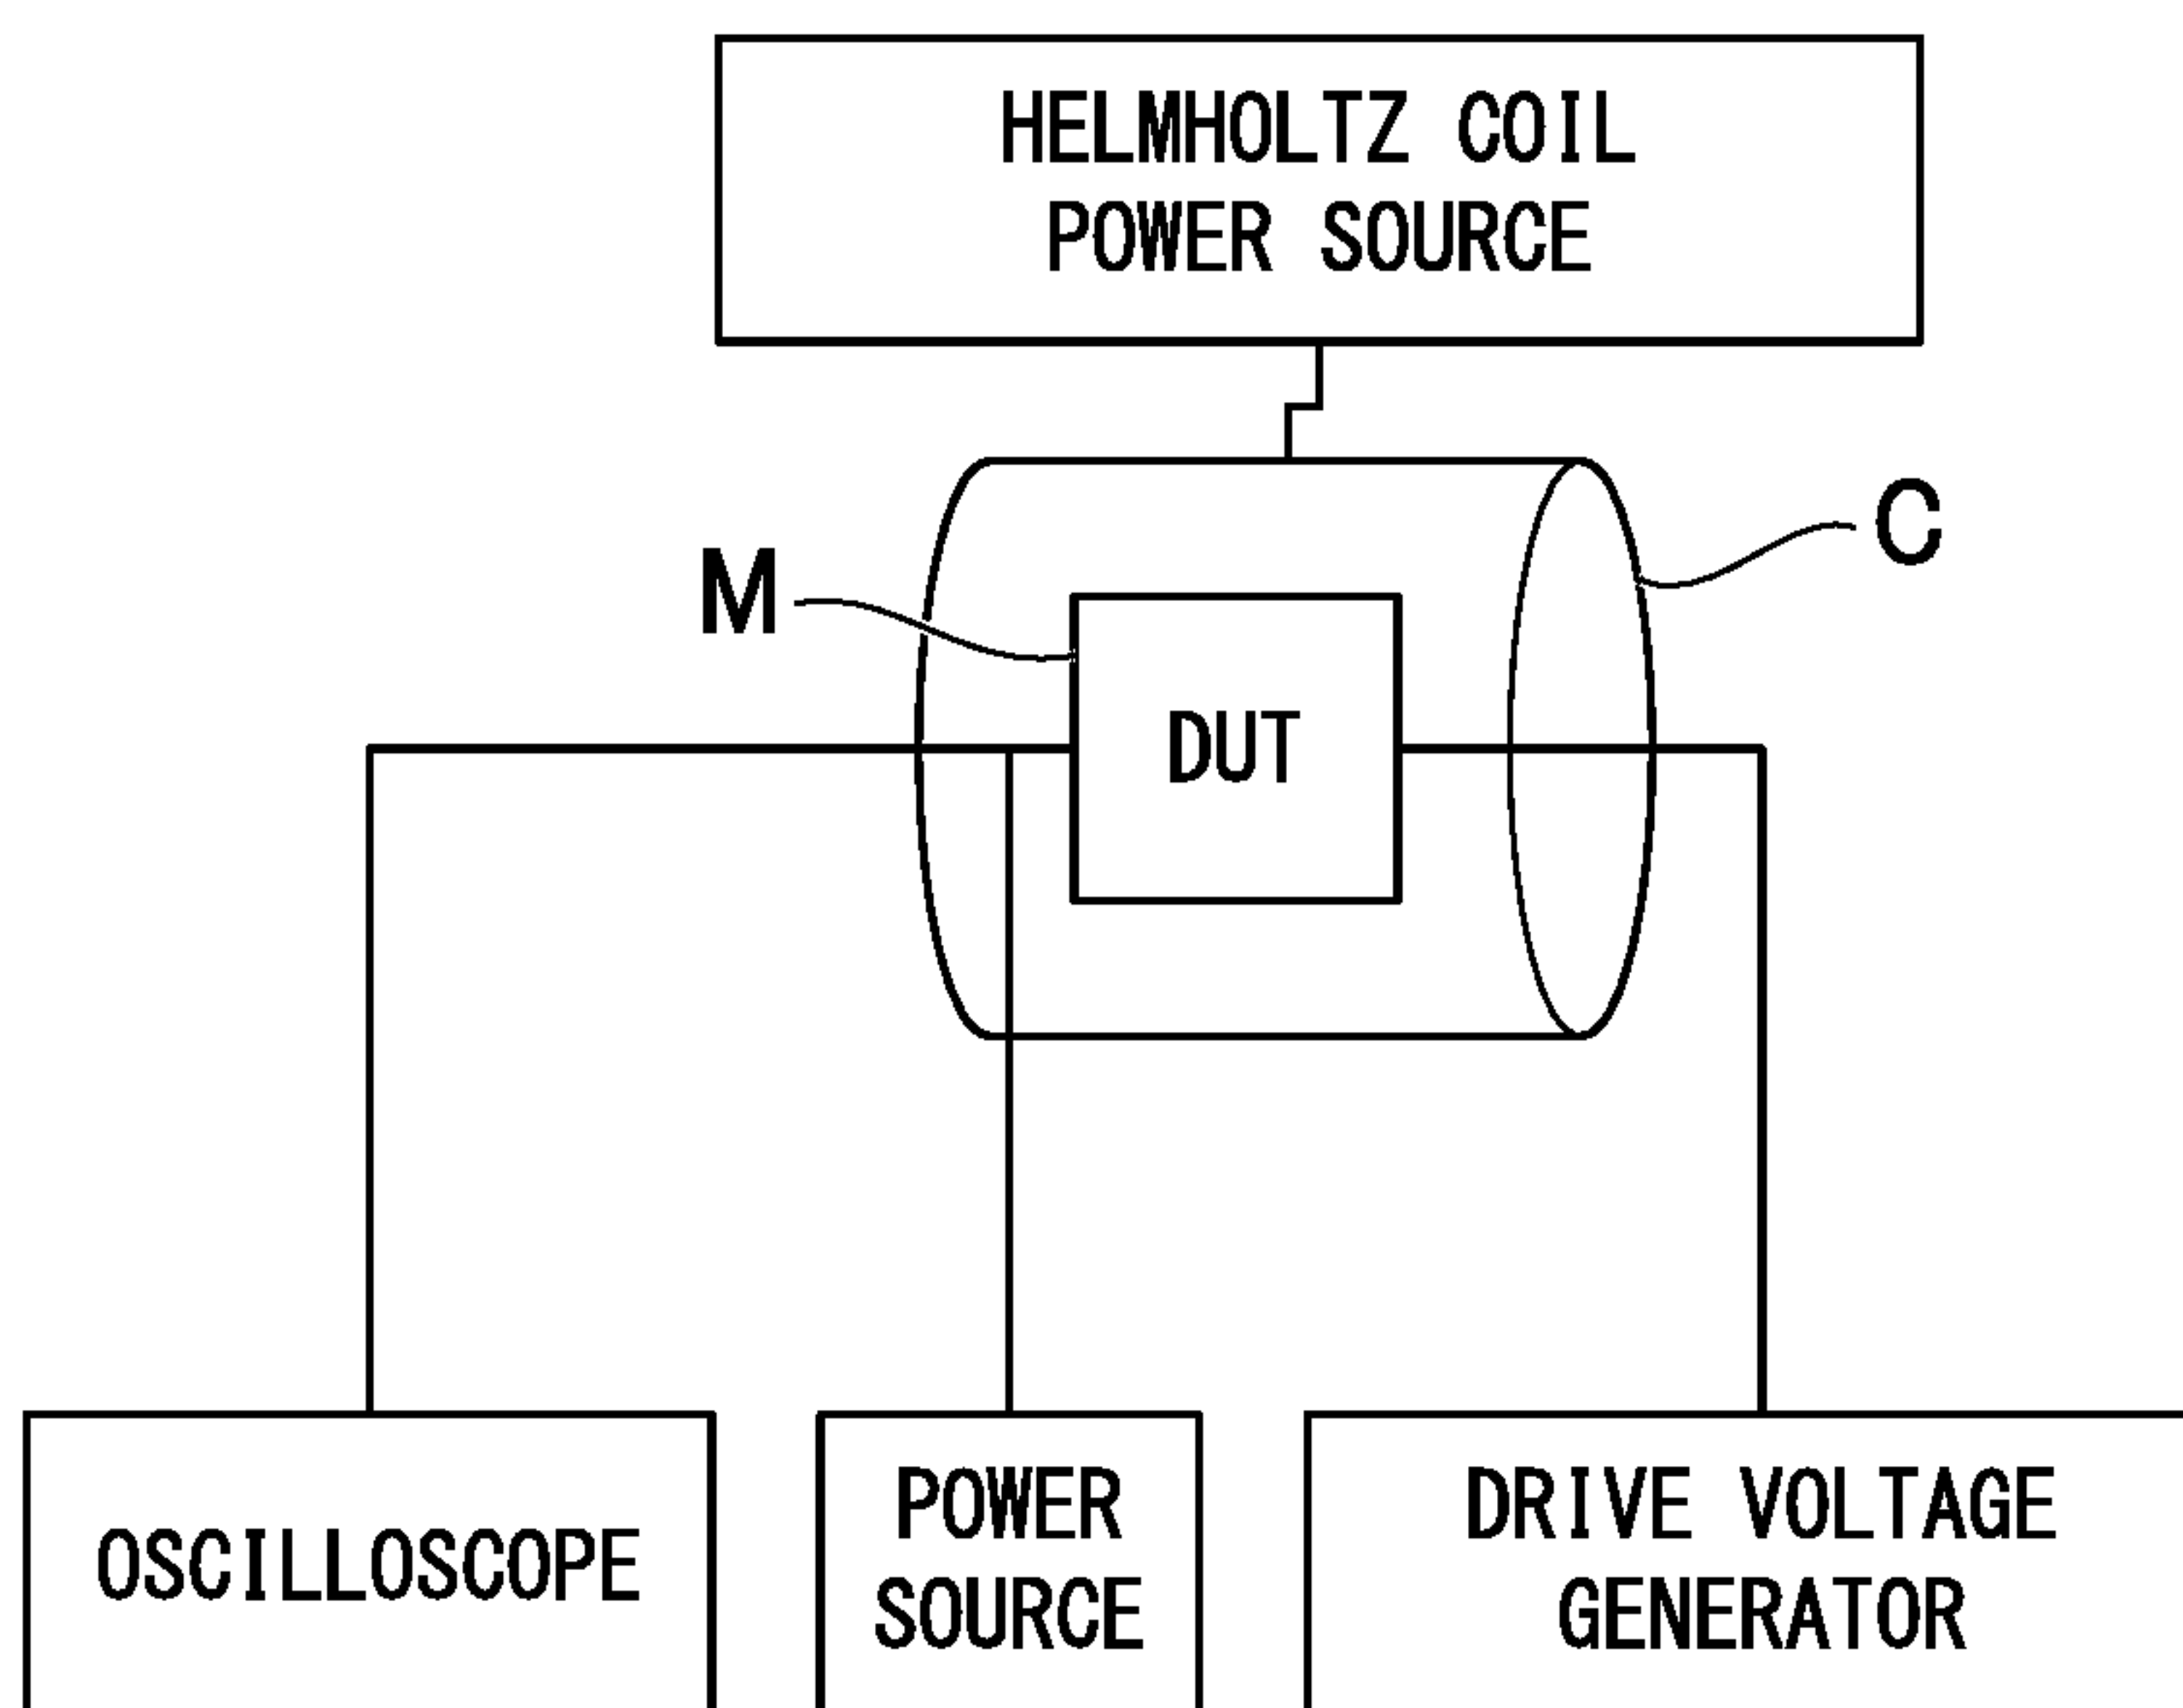 HELMHOLTZ COIL
POWER SOURCE
C
M
DUT
OSCILLOSCOPE
POWER
SOURCE
DRIVE VOLTAGE
GENERATOR